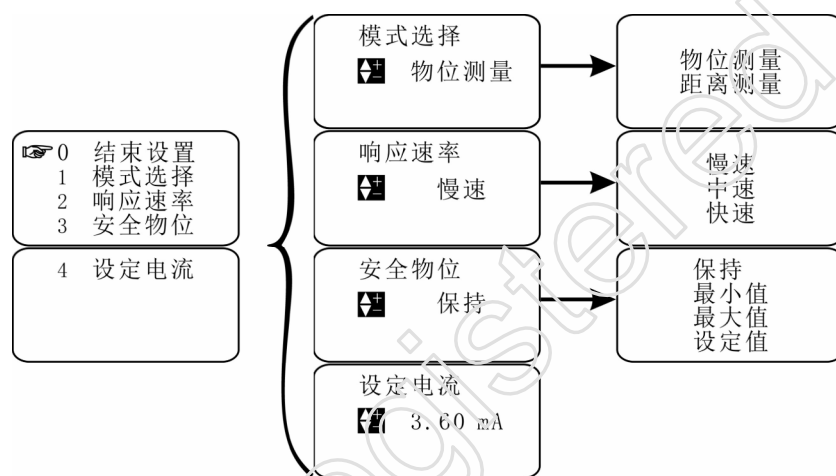 0 结束设置
1 模式选择
2 响应速率
3 安全物位
4 设定电流
模式选择
物位测量
响应速率
慢速
安全物位
保持
设定电流
3.60 mA
物位测量
距离测量
慢速
中速
快速
保持
最小值
最大值
设定值
gistered